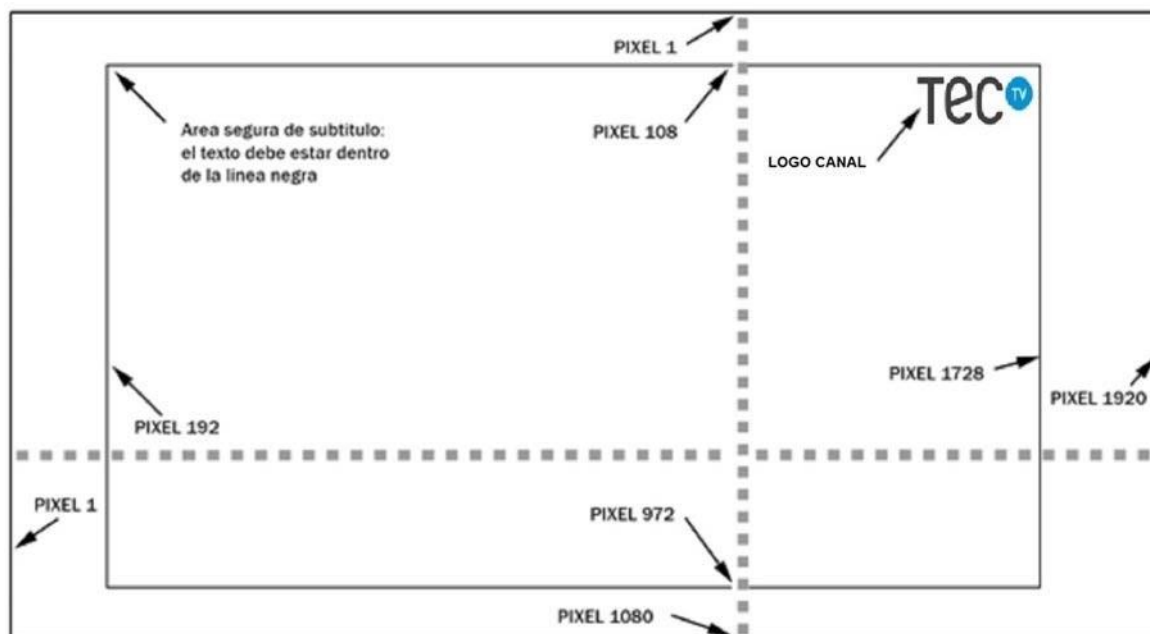 PIXEL 1
TEC TV
Area segura de subtitulo:
el texto debe estar dentro
de la linea negra
PIXEL 108
LOGO CANAL
PIXEL 1728
PIXEL 1920
PIXEL 192
PIXEL 1
PIXEL 972
PIXEL 1080